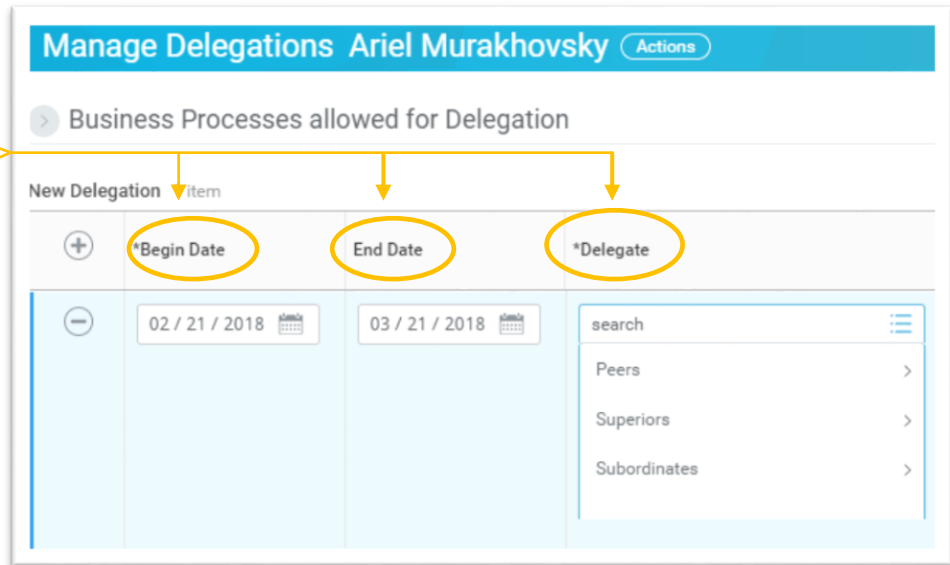 Manage Delegations Ariel Murakhovsky Actions
Business Processes allowed for Delegation
New Delegation item
*Begin Date End Date *Delegate
02 / 21 / 2018 03 / 21 / 2018 search
Peers
Superiors
Subordinates